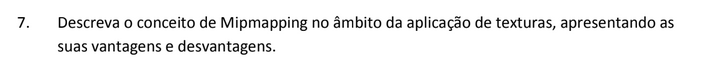 7. Descreva o conceito de Mipmapping no âmbito da aplicação de texturas, apresentando as
suas vantagens e desvantagens.